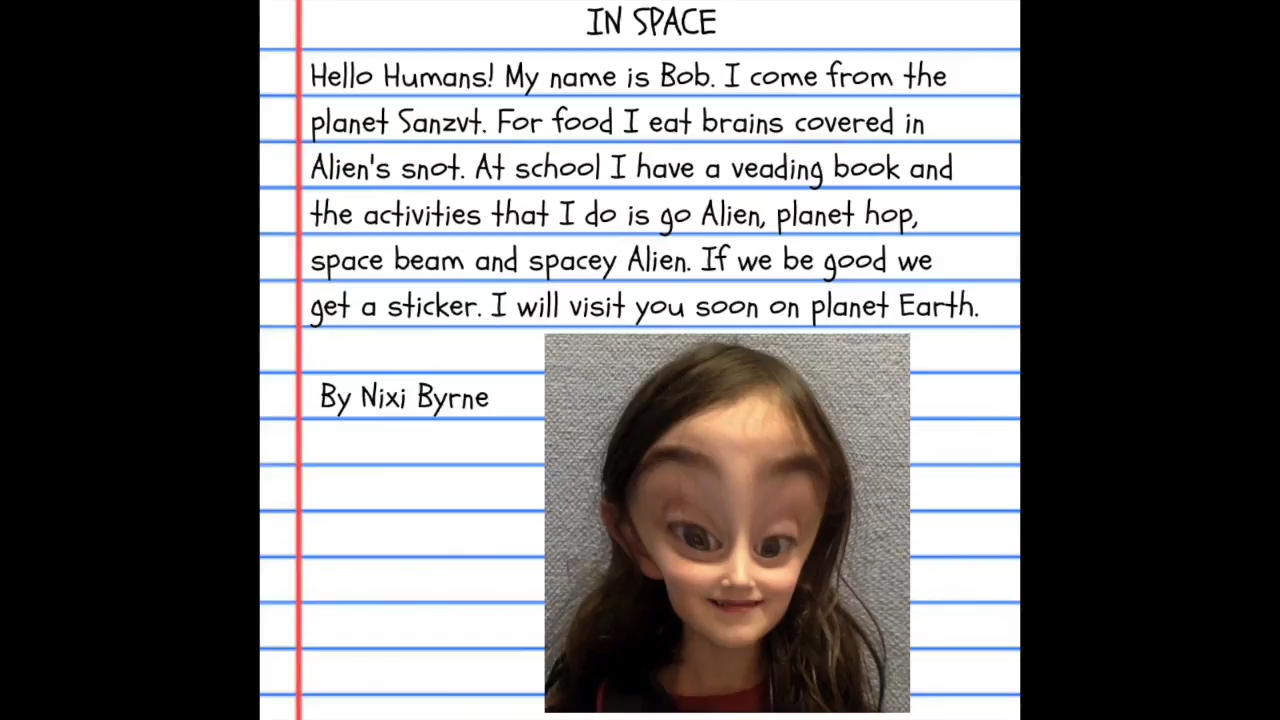 IN SPACE
Hello Humans! My name is Bob. I come from the
planet Sanzvt. For food I eat brains covered in
Alien's snot. At school I have a veading book and
the activities that I do is go Alien, planet hop,
space beam and spacey Alien. If we be good we
get a sticker. I will visit you soon on planet Earth.
By Nixi Byrne